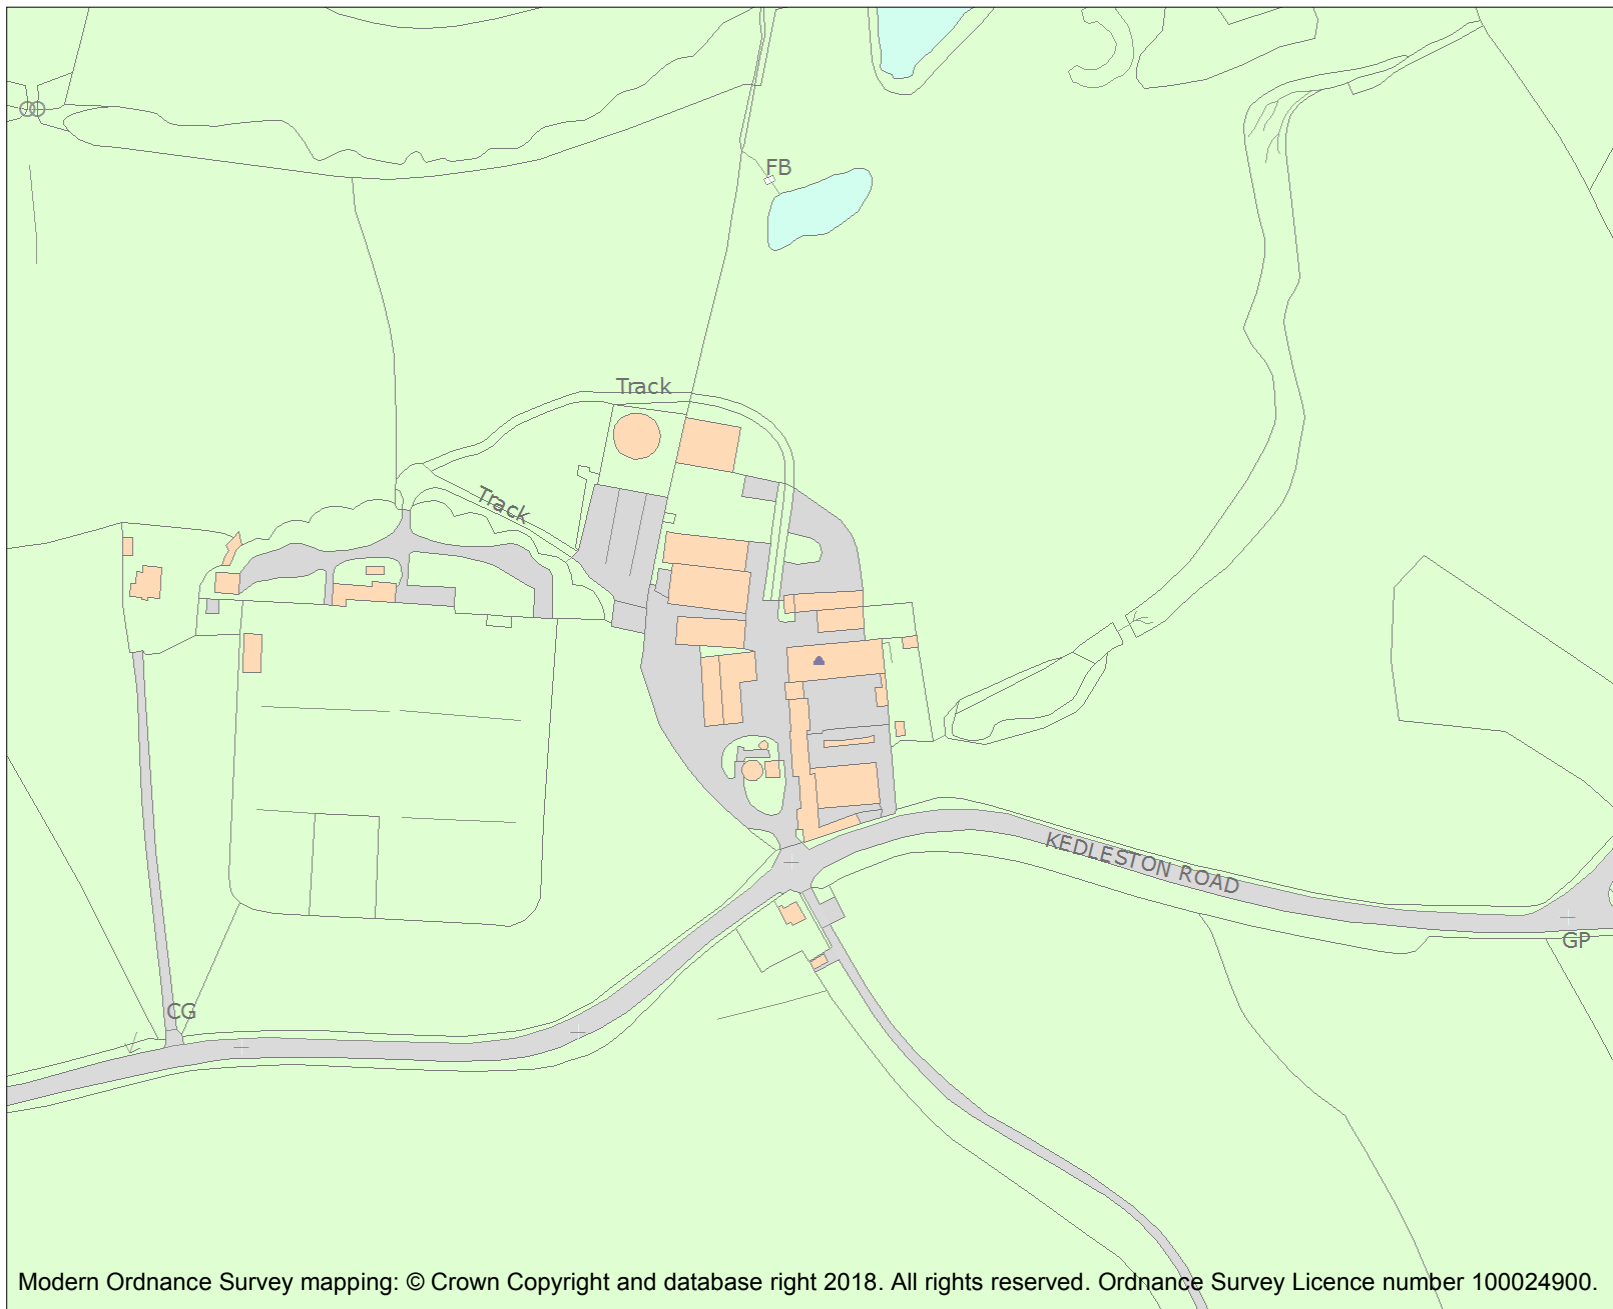 FB
Track
Track
KEDLESTON ROAD
GP
CG
Modern Ordnance Survey mapping: © Crown Copyright and database right 2018. All rights reserved. Ordnance Survey Licence number 100024900.